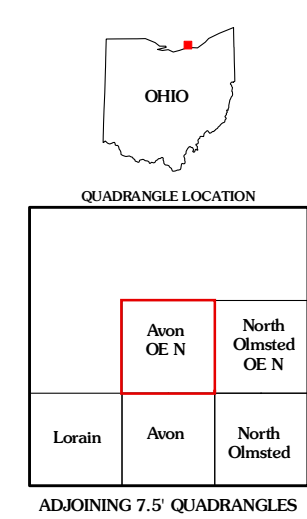 OHIO
QUADRANGLE LOCATION
Avon
OE N
North
Olmsted
OE N
Lorain
Avon
North
Olmsted
ADJOINING 7.5' QUADRANGLES